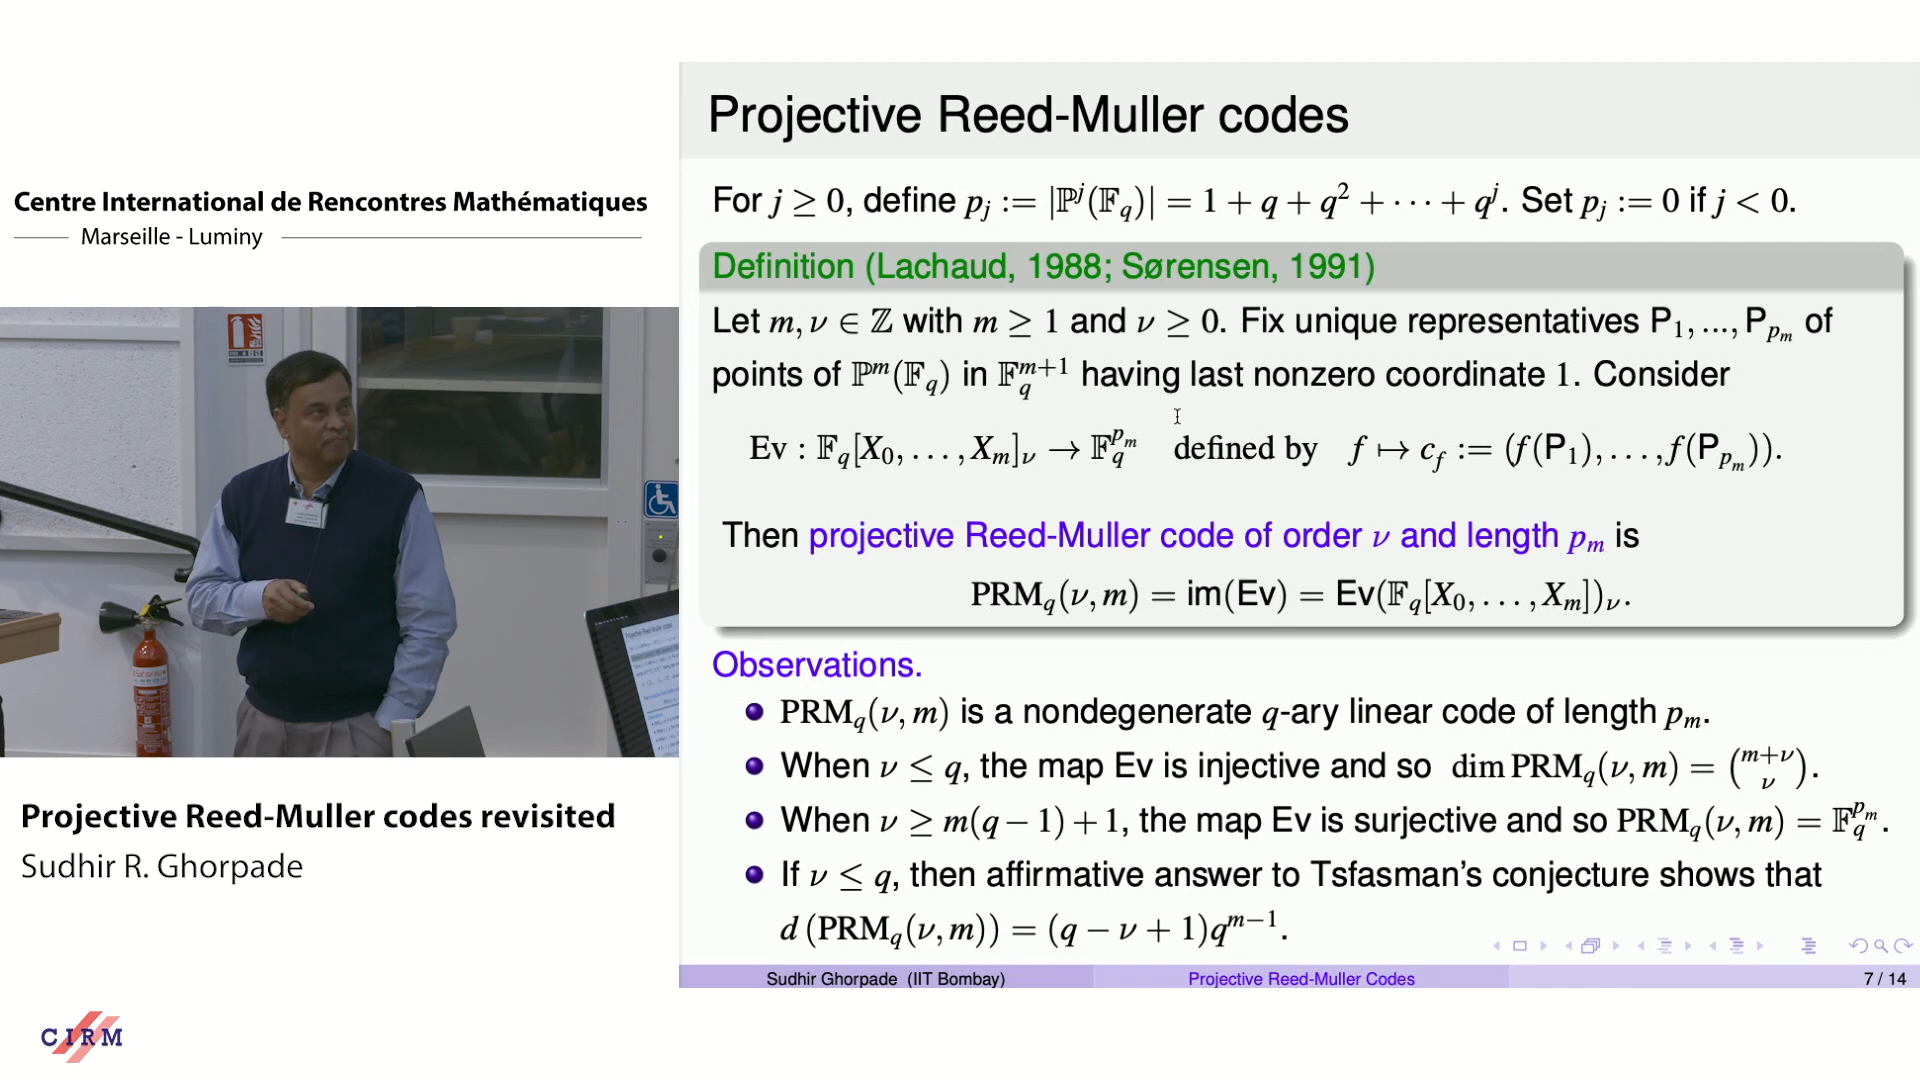 Centre International de Rencontres Mathématiques
Marseille - Luminy
Projective Reed-Muller codes revisited
Sudhir R. Ghorpade
CIRM
Projective Reed-Muller codes
For j ≥ 0, define p_j := |ℙ^j(𝔽_q)| = 1 + q + q² + ⋯ + q^j. Set p_j := 0 if j < 0.
Definition (Lachaud, 1988; Sørensen, 1991)
Let m, ν ∈ ℤ with m ≥ 1 and ν ≥ 0. Fix unique representatives P_1, ..., P_{p_m} of
points of ℙ^m(𝔽_q) in 𝔽_q^{m+1} having last nonzero coordinate 1. Consider
Ev : 𝔽_q[X_0, . . . , X_m]_ν → 𝔽_q^{p_m} defined by f ↦ c_f := (f(P_1), . . . , f(P_{p_m})).
Then projective Reed-Muller code of order ν and length p_m is
PRM_q(ν, m) = im(Ev) = Ev(𝔽_q[X_0, . . . , X_m])_ν.
Observations.
PRM_q(ν, m) is a nondegenerate q-ary linear code of length p_m.
When ν ≤ q, the map Ev is injective and so dim PRM_q(ν, m) = \binom{m+ν}{ν}.
When ν ≥ m(q − 1) + 1, the map Ev is surjective and so PRM_q(ν, m) = 𝔽_q^{p_m}.
If ν ≤ q, then affirmative answer to Tsfasman's conjecture shows that
d (PRM_q(ν, m)) = (q − ν + 1)q^{m−1}.
Sudhir Ghorpade (IIT Bombay)
Projective Reed-Muller Codes
7 / 14